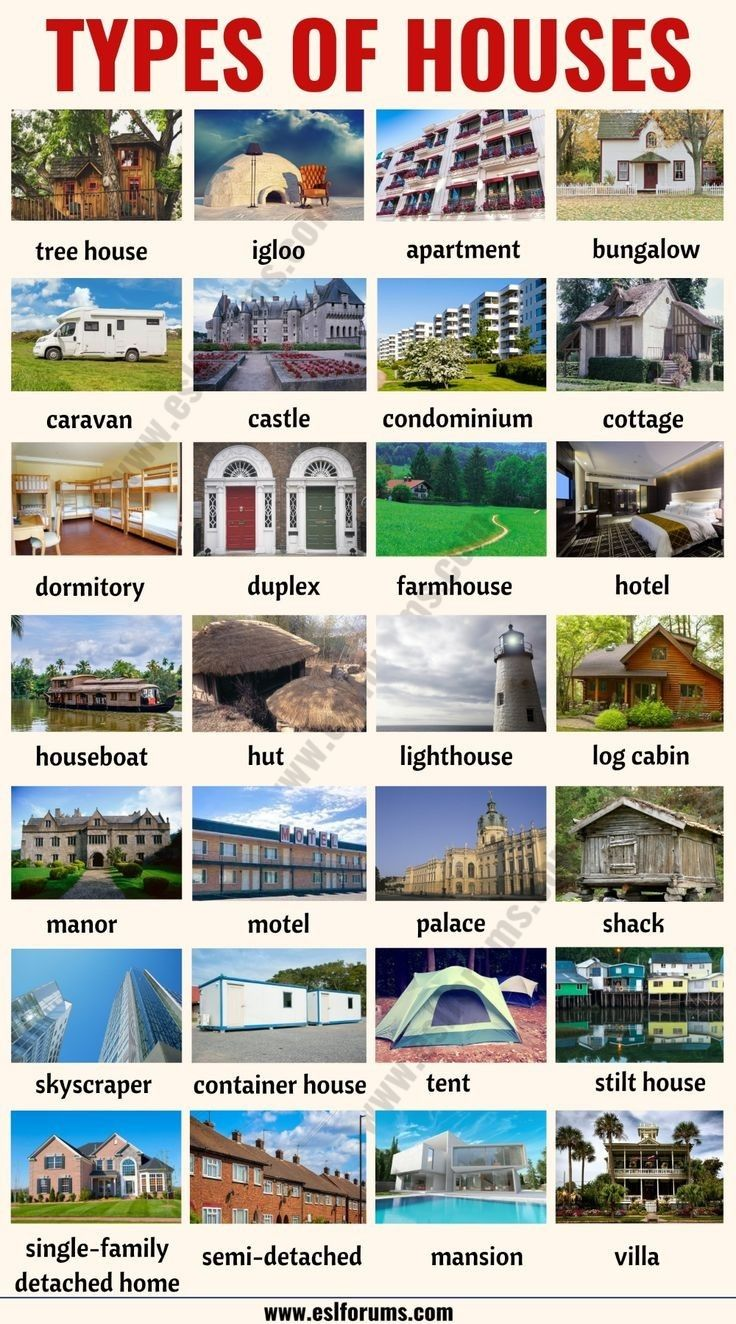 TYPES OF HOUSES
tree house igloo apartment bungalow
caravan castle condominium cottage
dormitory duplex farmhouse hotel
houseboat hut lighthouse log cabin
MOTEL
manor motel palace shack
skyscraper container house tent stilt house
single-family
detached home semi-detached mansion villa
www.eslforums.com